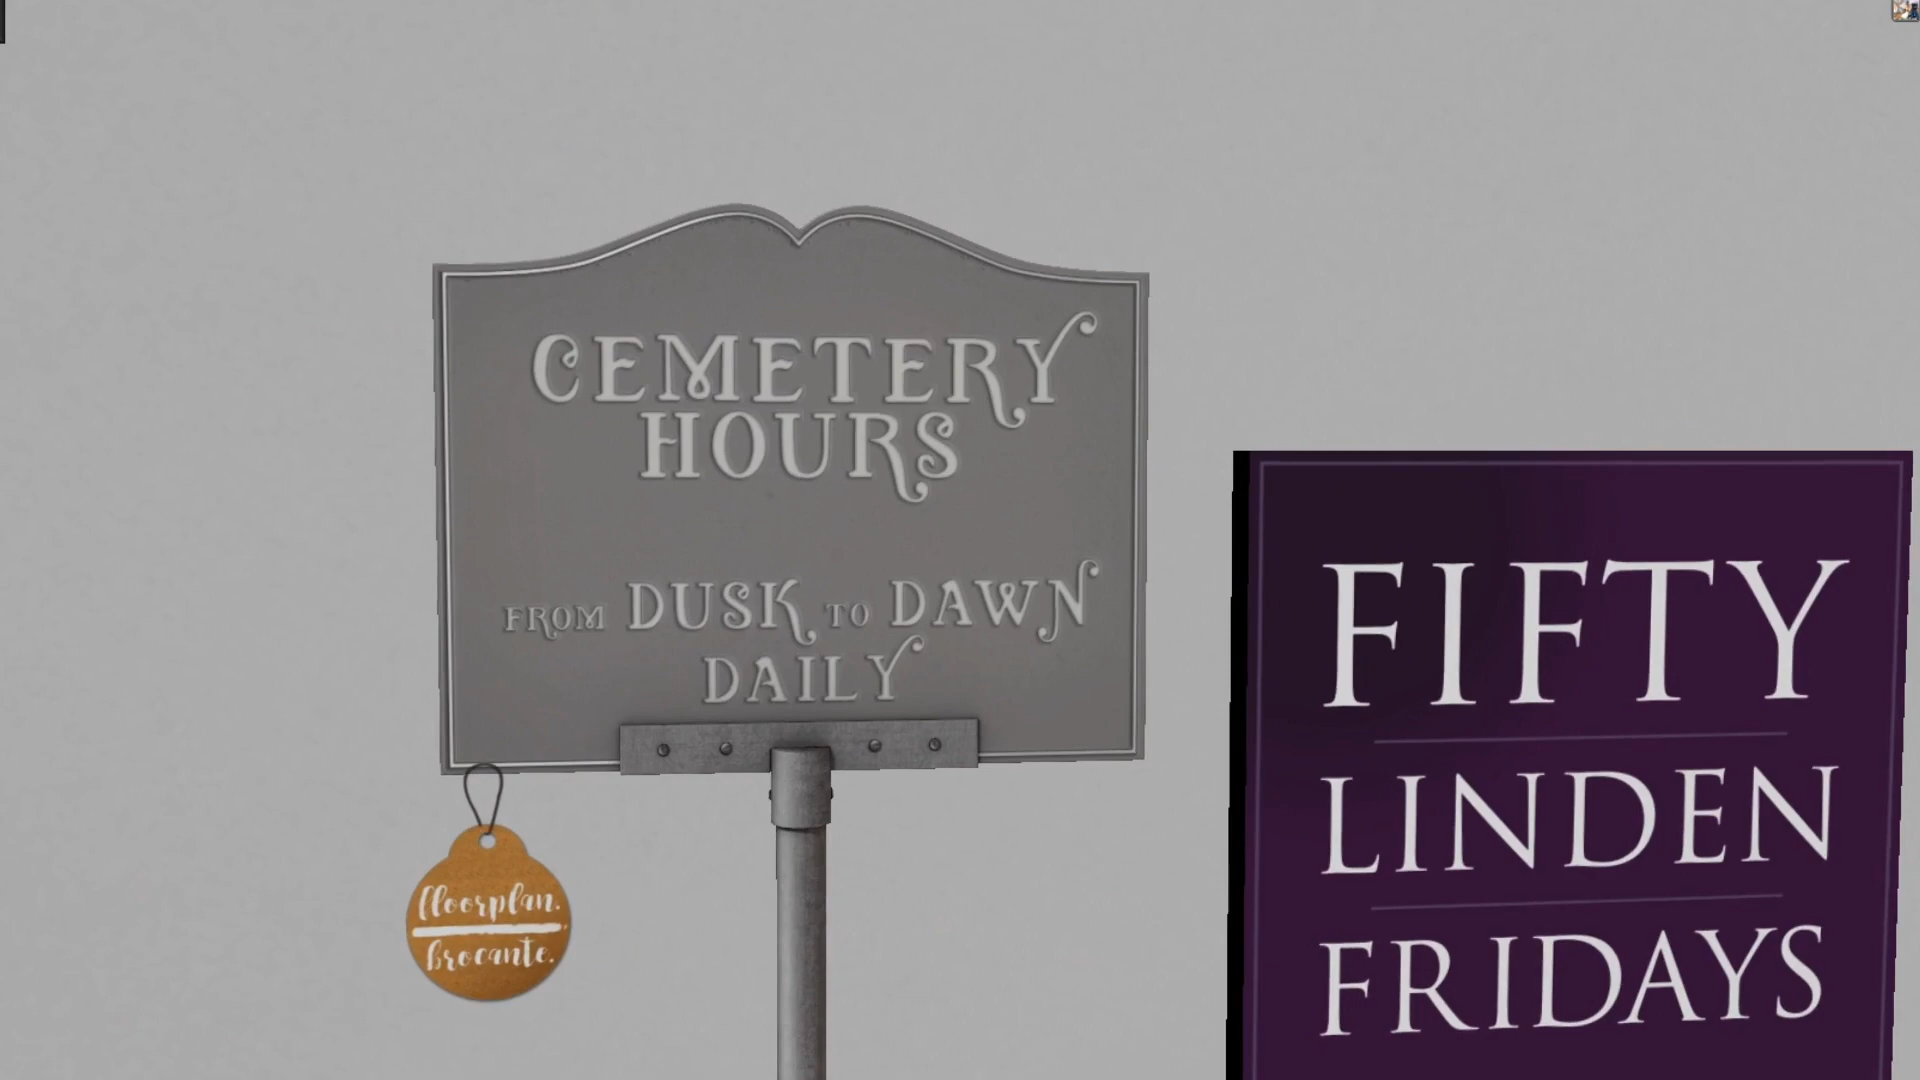 CEMETERY
HOURS
FROM DUSK TO DAWN
DAILY
floorplan.
brocante.
FIFTY
LINDEN
FRIDAYS